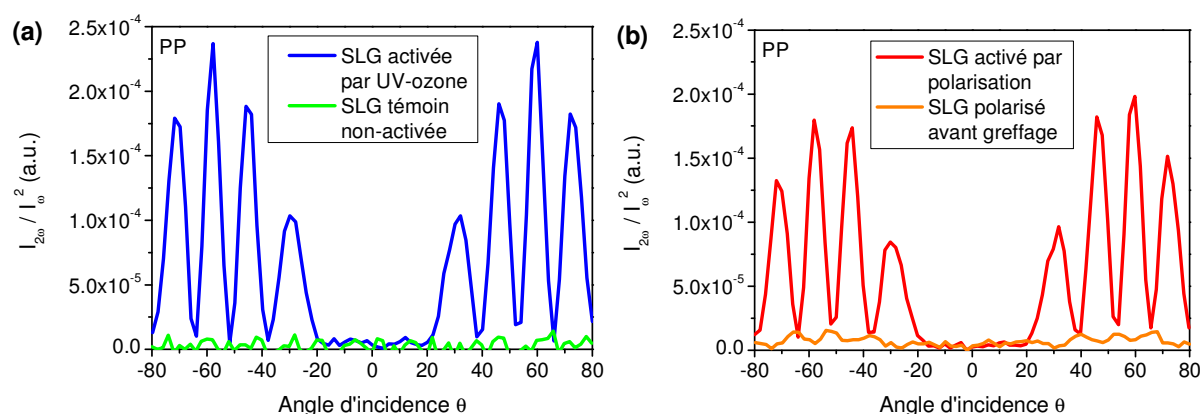 (a)
PP
SLG activée
par UV-ozone
SLG témoin
non-activée
2.5x10⁻⁴
2.0x10⁻⁴
1.5x10⁻⁴
1.0x10⁻⁴
5.0x10⁻⁵
0.0
I₂ω / Iω² (a.u.)
-80 -60 -40 -20 0 20 40 60 80
Angle d'incidence θ
(b)
PP
SLG activé par
polarisation
SLG polarisé
avant greffage
2.5x10⁻⁴
2.0x10⁻⁴
1.5x10⁻⁴
1.0x10⁻⁴
5.0x10⁻⁵
0.0
I₂ω / Iω² (a.u.)
-80 -60 -40 -20 0 20 40 60 80
Angle d'incidence θ